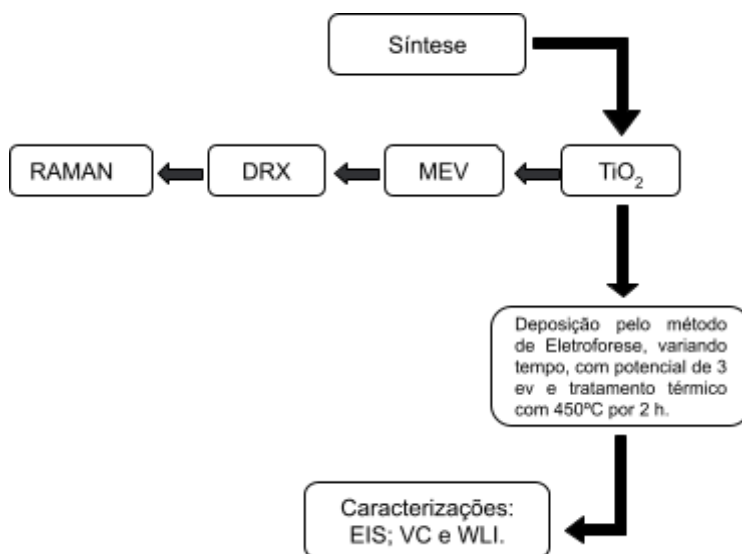 Síntese
RAMAN
DRX
MEV
TiO₂
Deposição pelo método
de Eletroforese, variando
tempo, com potencial de 3
ev e tratamento térmico
com 450ºC por 2 h.
Caracterizações:
EIS; VC e WLI.